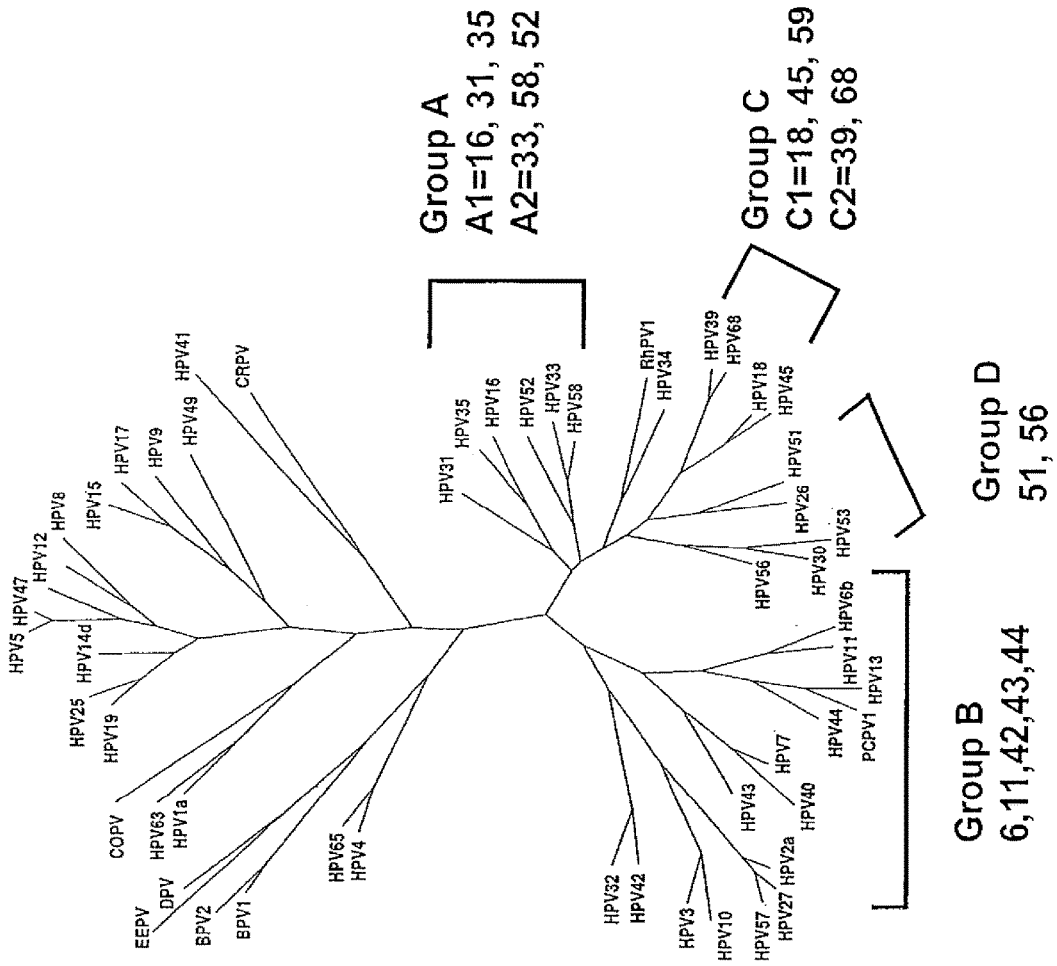 HPV5
HPV47
HPV12
HPV8
HPV15
HPV17
HPV9
HPV49
HPV41
CRPV
HPV14d
HPV25
HPV19
COPV
HPV63
HPV1a
EEPV
DPV
BPV2
BPV1
HPV65
HPV4
HPV31
HPV35
HPV16
HPV52
HPV33
HPV58
RhPV1
HPV34
HPV39
HPV68
HPV18
HPV45
HPV51
HPV26
HPV53
HPV30
HPV56
HPV6b
HPV11
HPV13
PCPV1
HPV44
HPV7
HPV40
HPV43
HPV2a
HPV27
HPV57
HPV10
HPV3
HPV42
HPV32
Group A
A1=16, 31, 35
A2=33, 58, 52
Group C
C1=18, 45, 59
C2=39, 68
Group D
51, 56
Group B
6,11,42,43,44